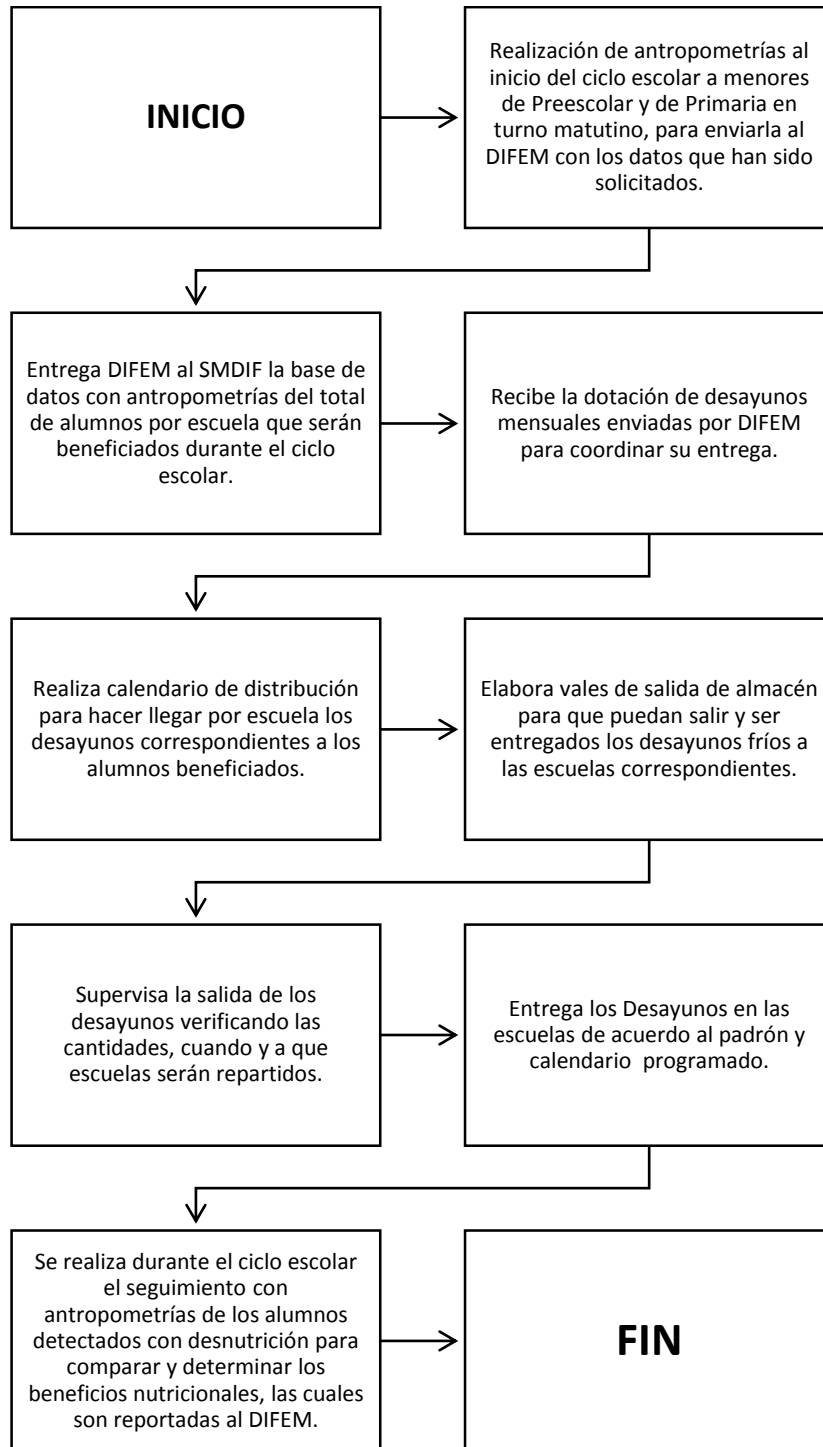 INICIO
Realización de antropometrías al
inicio del ciclo escolar a menores
de Preescolar y de Primaria en
turno matutino, para enviarla al
DIFEM con los datos que han sido
solicitados.
Entrega DIFEM al SMDIF la base de
datos con antropometrías del total
de alumnos por escuela que serán
beneficiados durante el ciclo
escolar.
Recibe la dotación de desayunos
mensuales enviadas por DIFEM
para coordinar su entrega.
Realiza calendario de distribución
para hacer llegar por escuela los
desayunos correspondientes a los
alumnos beneficiados.
Elabora vales de salida de almacén
para que puedan salir y ser
entregados los desayunos fríos a
las escuelas correspondientes.
Supervisa la salida de los
desayunos verificando las
cantidades, cuando y a que
escuelas serán repartidos.
Entrega los Desayunos en las
escuelas de acuerdo al padrón y
calendario programado.
Se realiza durante el ciclo escolar
el seguimiento con
antropometrías de los alumnos
detectados con desnutrición para
comparar y determinar los
beneficios nutricionales, las cuales
son reportadas al DIFEM.
FIN